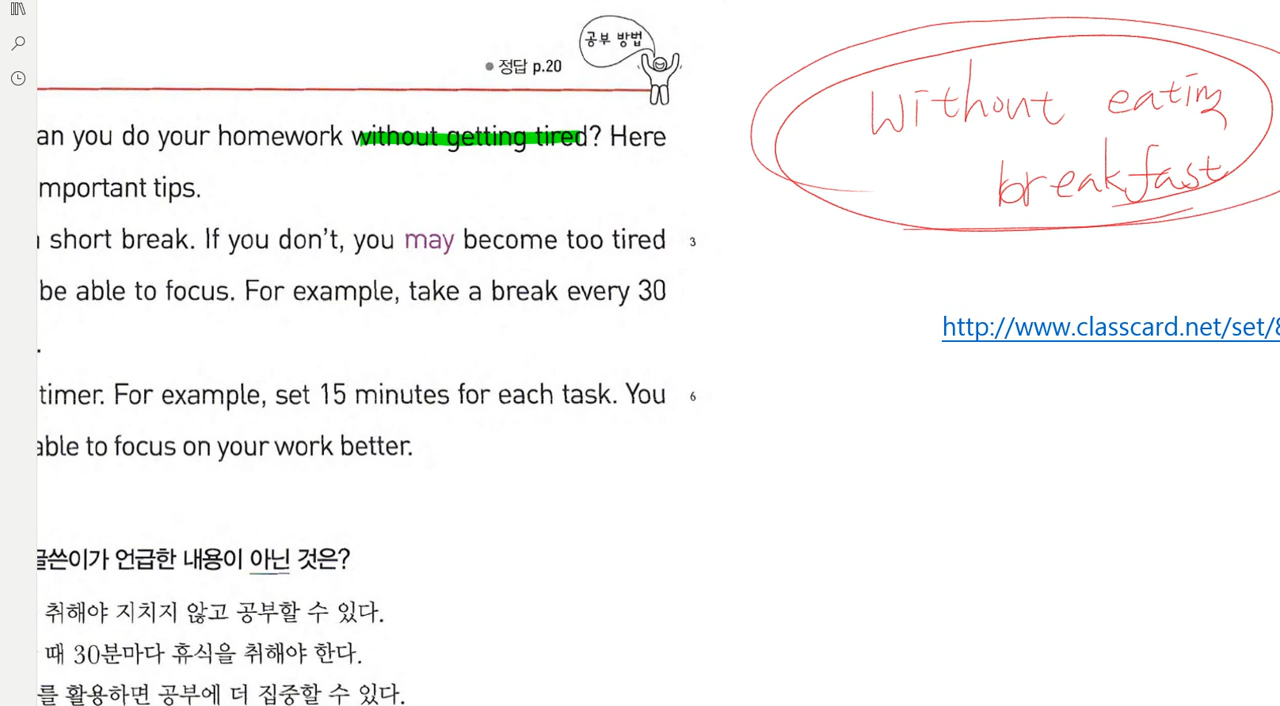 공부 방법
정답 p.20
an you do your homework without getting tired? Here
mportant tips.
short break. If you don't, you may become too tired
3
be able to focus. For example, take a break every 30
.
timer. For example, set 15 minutes for each task. You
6
able to focus on your work better.
글쓴이가 언급한 내용이 아닌 것은?
취해야 지치지 않고 공부할 수 있다.
때 30분마다 휴식을 취해야 한다.
를 활용하면 공부에 더 집중할 수 있다.
without eating
breakfast
http://www.classcard.net/set/8